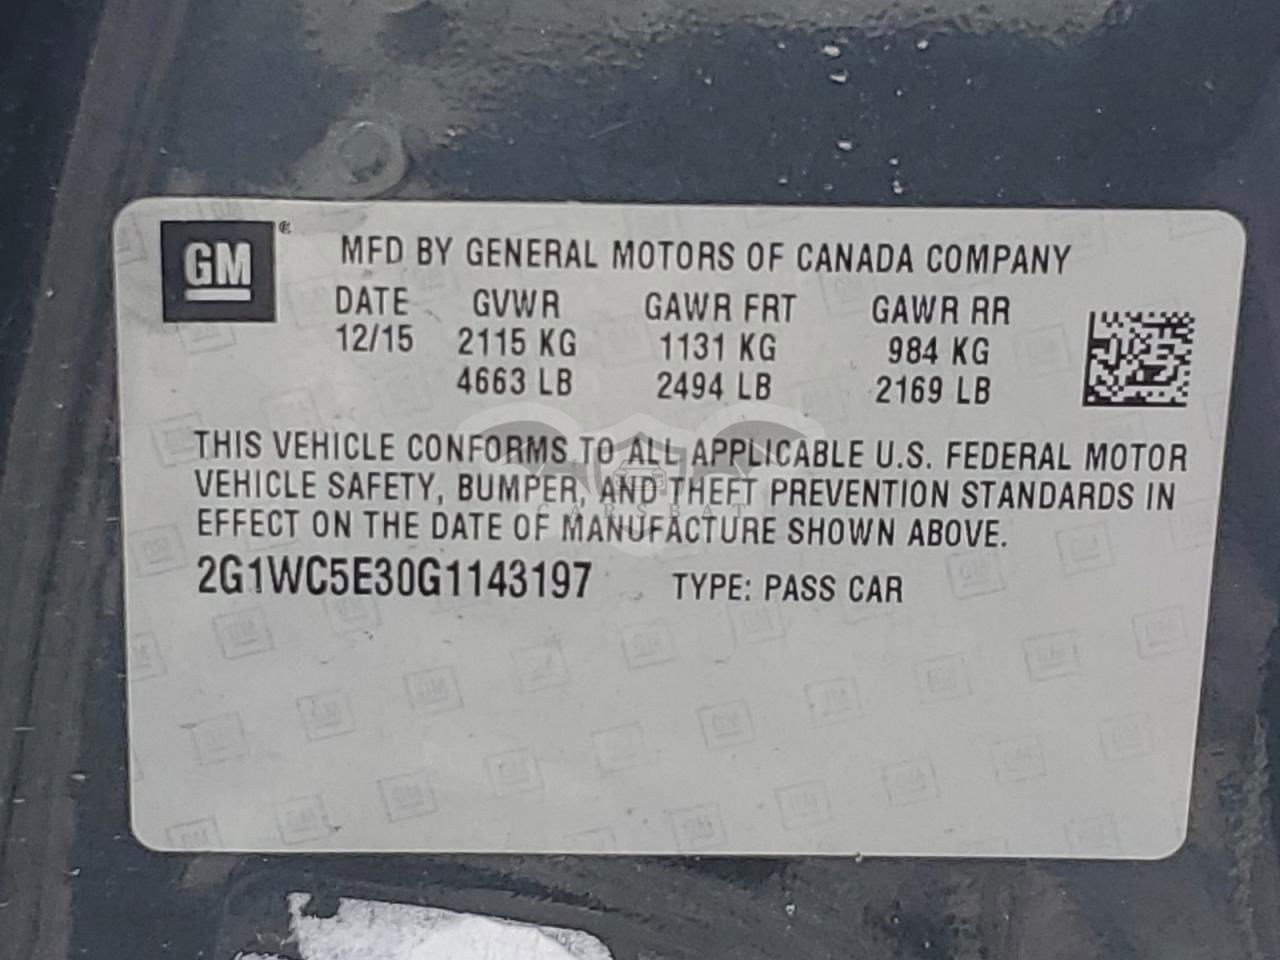 GM®
MFD BY GENERAL MOTORS OF CANADA COMPANY
DATE GVWR GAWR FRT GAWR RR
12/15 2115 KG 1131 KG 984 KG
4663 LB 2494 LB 2169 LB
THIS VEHICLE CONFORMS TO ALL APPLICABLE U.S. FEDERAL MOTOR
VEHICLE SAFETY, BUMPER, AND THEFT PREVENTION STANDARDS IN
EFFECT ON THE DATE OF MANUFACTURE SHOWN ABOVE.
CARSBAT
2G1WC5E30G1143197 TYPE: PASS CAR